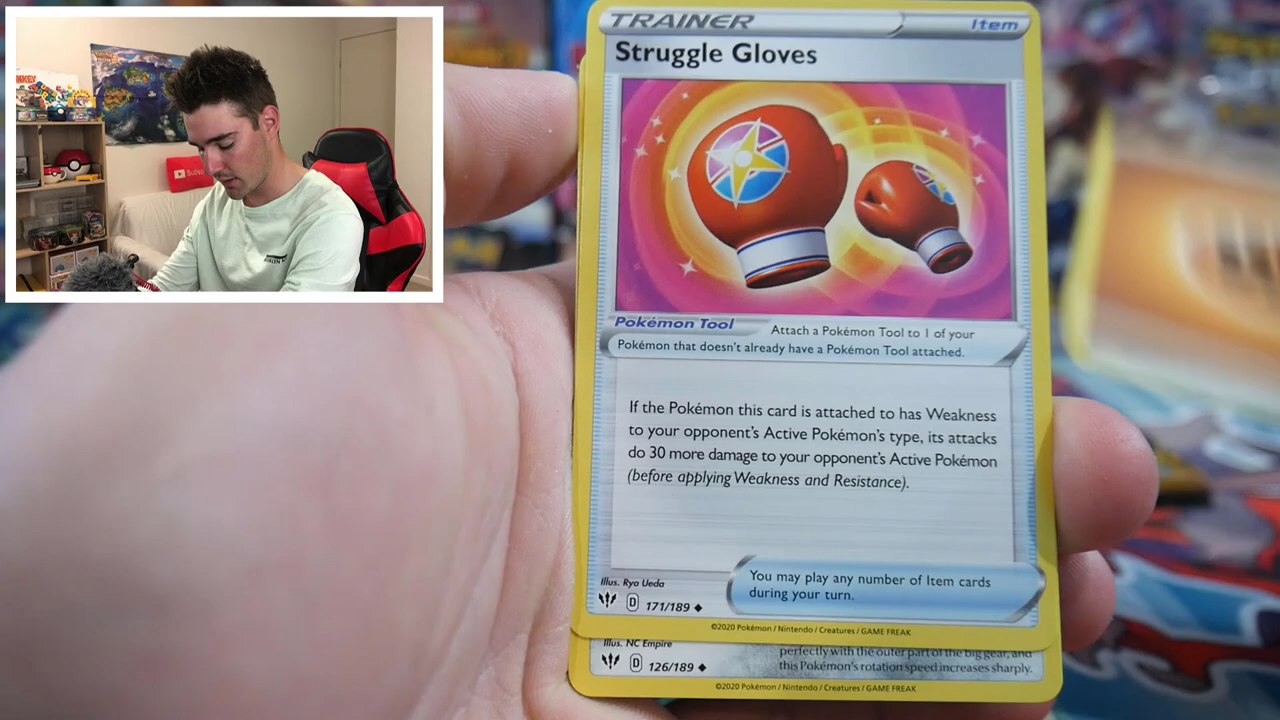 TRAINER
Item
Struggle Gloves
Pokémon Tool
Attach a Pokémon Tool to 1 of your
Pokémon that doesn't already have a Pokémon Tool attached.
If the Pokémon this card is attached to has Weakness
to your opponent's Active Pokémon's type, its attacks
do 30 more damage to your opponent's Active Pokémon
(before applying Weakness and Resistance).
You may play any number of Item cards
during your turn.
Illus. Ryo Ueda
D 171/189
©2020 Pokémon / Nintendo / Creatures / GAME FREAK
Illus. NC Empire
perfectly with the outer part of the big gear, and
this Pokémon's rotation speed increases sharply.
D 126/189
©2020 Pokémon / Nintendo / Creatures / GAME FREAK